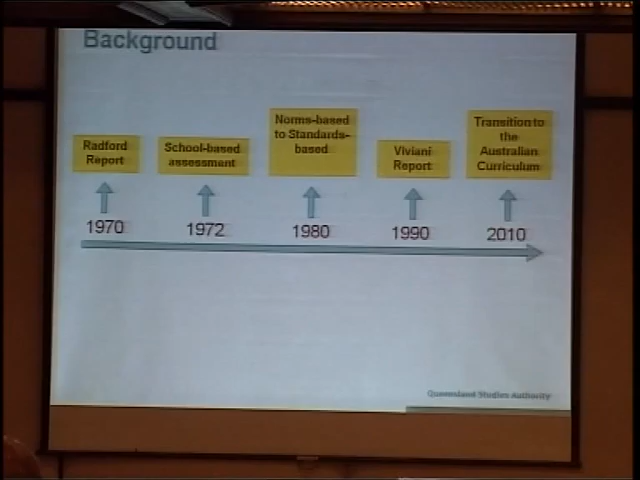 Background
Radford
Report
School-based
assessment
Norms-based
to Standards-
based
Viviani
Report
Transition to
the
Australian
Curriculum
1970
1972
1980
1990
2010
Queensland Studies Authority